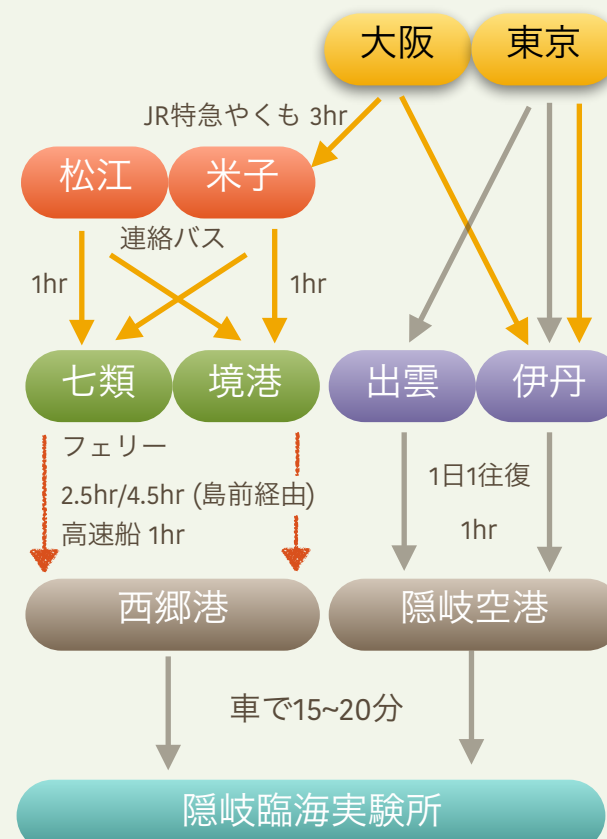 大阪 東京
JR特急やくも 3hr
松江 米子
連絡バス
1hr 1hr
七類 境港 出雲 伊丹
フェリー
2.5hr/4.5hr (島前経由)
高速船 1hr
1日1往復
1hr
西郷港 隠岐空港
車で15~20分
隠岐臨海実験所